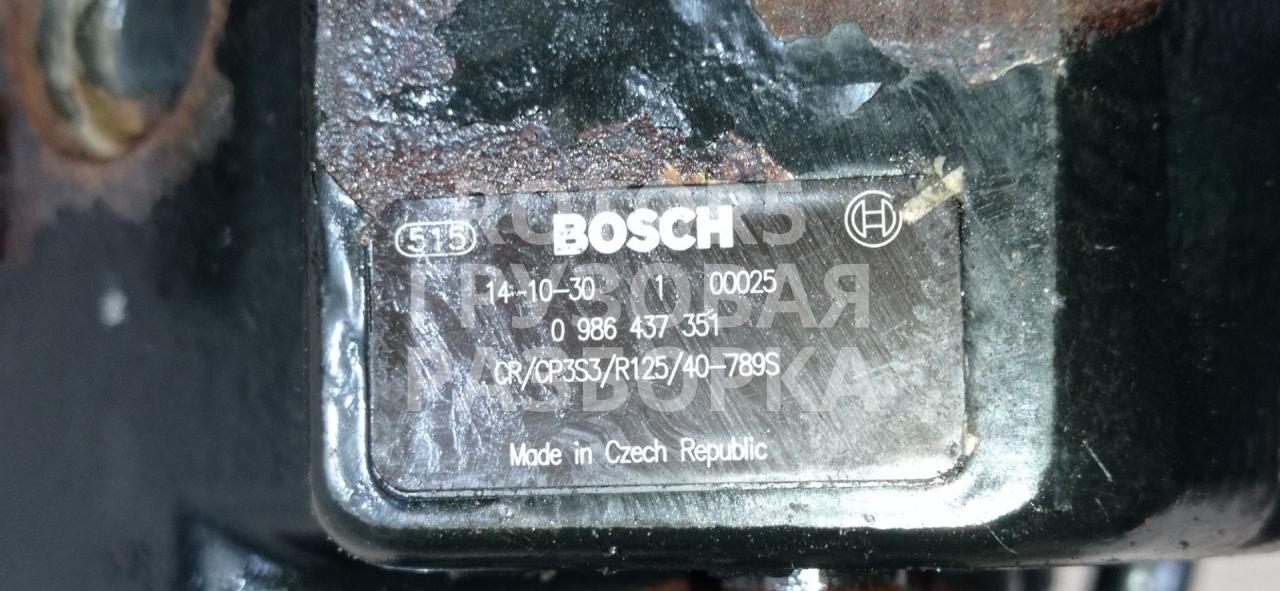 515 BOSCH
14-10-30 1 00025
0 986 437 351
CR/CP3S3/R125/40-789S
Made in Czech Republic
ГРУЗОВАЯ
РАЗБОРКА